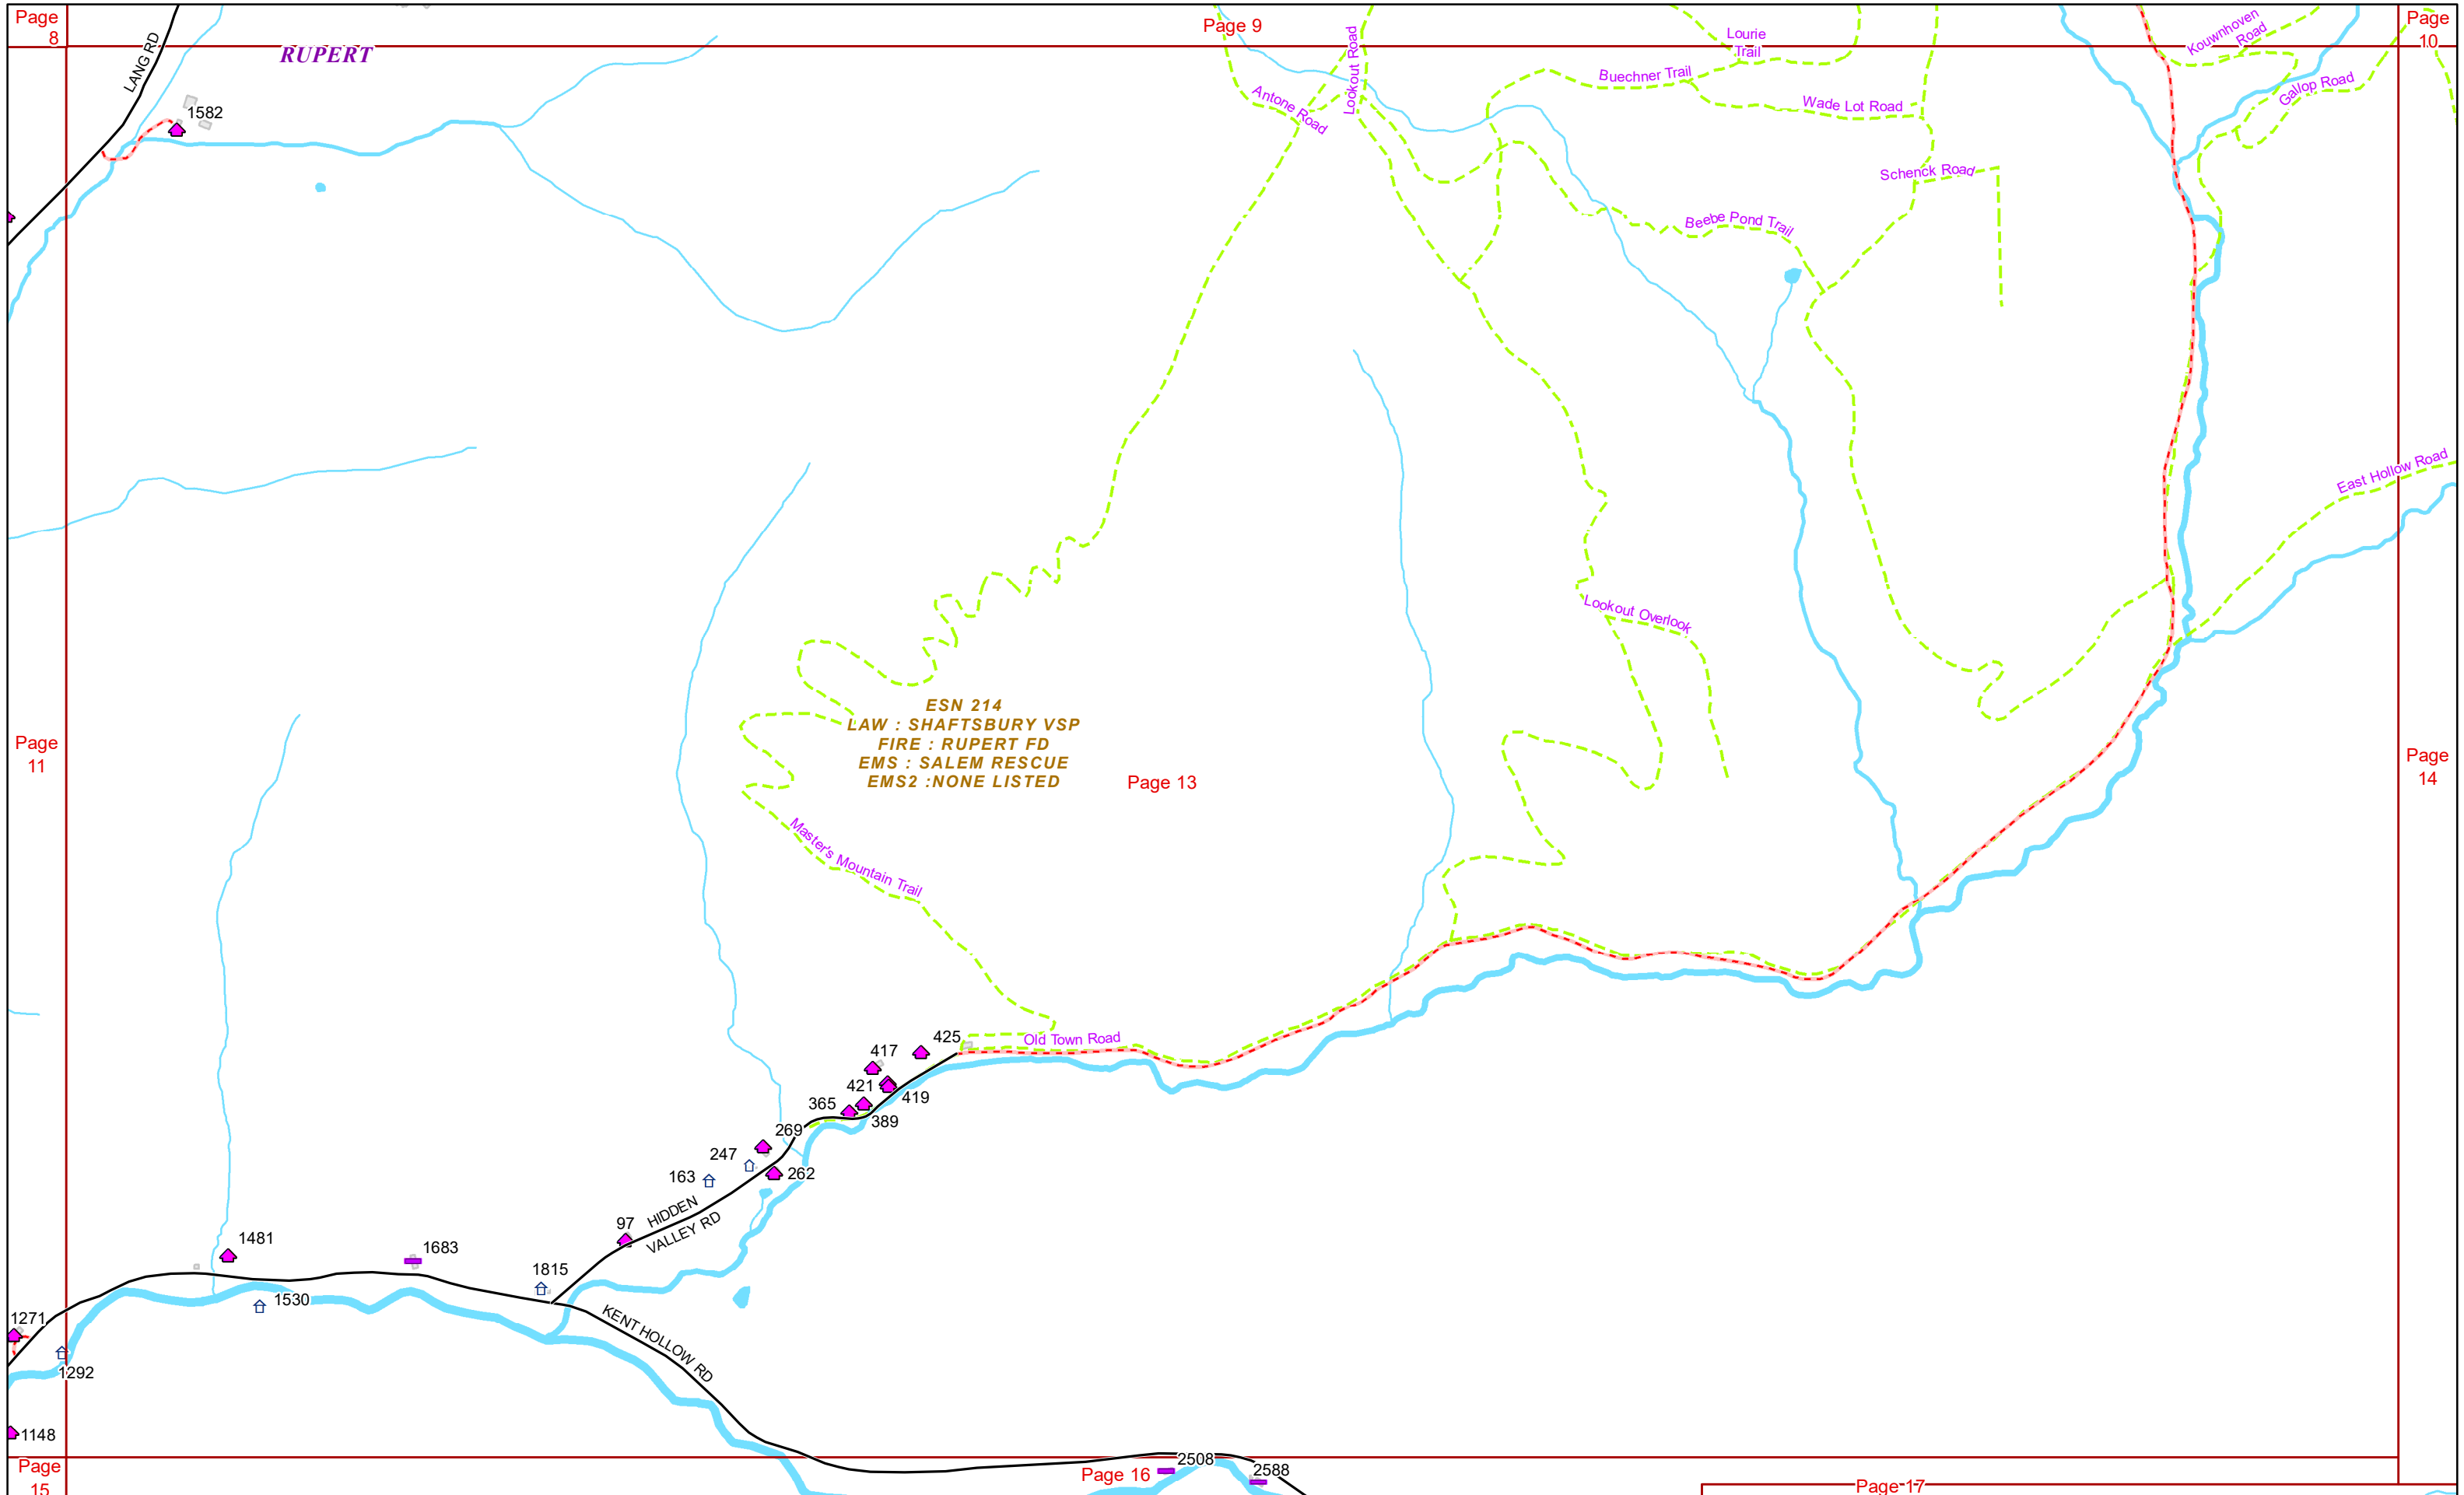 Page
8
Page 9
Page
10
LANG RD
RUPERT
Lookout Road
Lourie
Trail
Kouwnhoven
Road
Buechner Trail
Gallop Road
Antone Road
Wade Lot Road
1582
Schenck Road
Beebe Pond Trail
East Hollow Road
Lookout Overlook
ESN 214
LAW : SHAFTSBURY VSP
FIRE : RUPERT FD
EMS : SALEM RESCUE
EMS2 :NONE LISTED
Page
11
Page 13
Page
14
Master's Mountain Trail
Old Town Road
425
417
421
419
365
389
269
247
262
163
97
HIDDEN
VALLEY RD
1481
1683
1815
1530
1271
KENT HOLLOW RD
1292
1148
2508
2588
Page
15
Page 16
Page 17